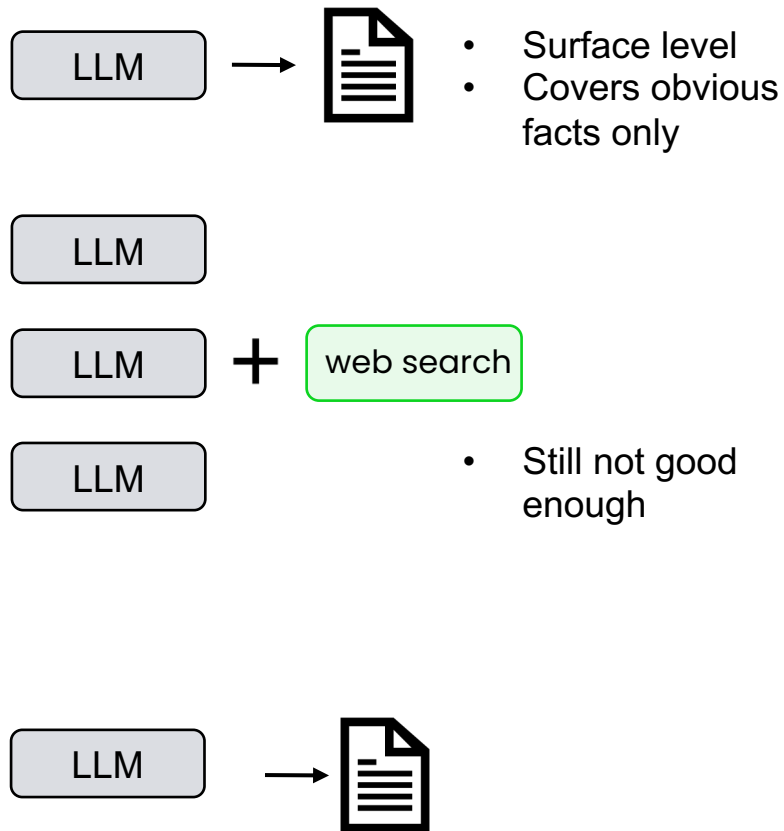 LLM
• Surface level
• Covers obvious
facts only
LLM
LLM + web search
LLM
• Still not good
enough
LLM